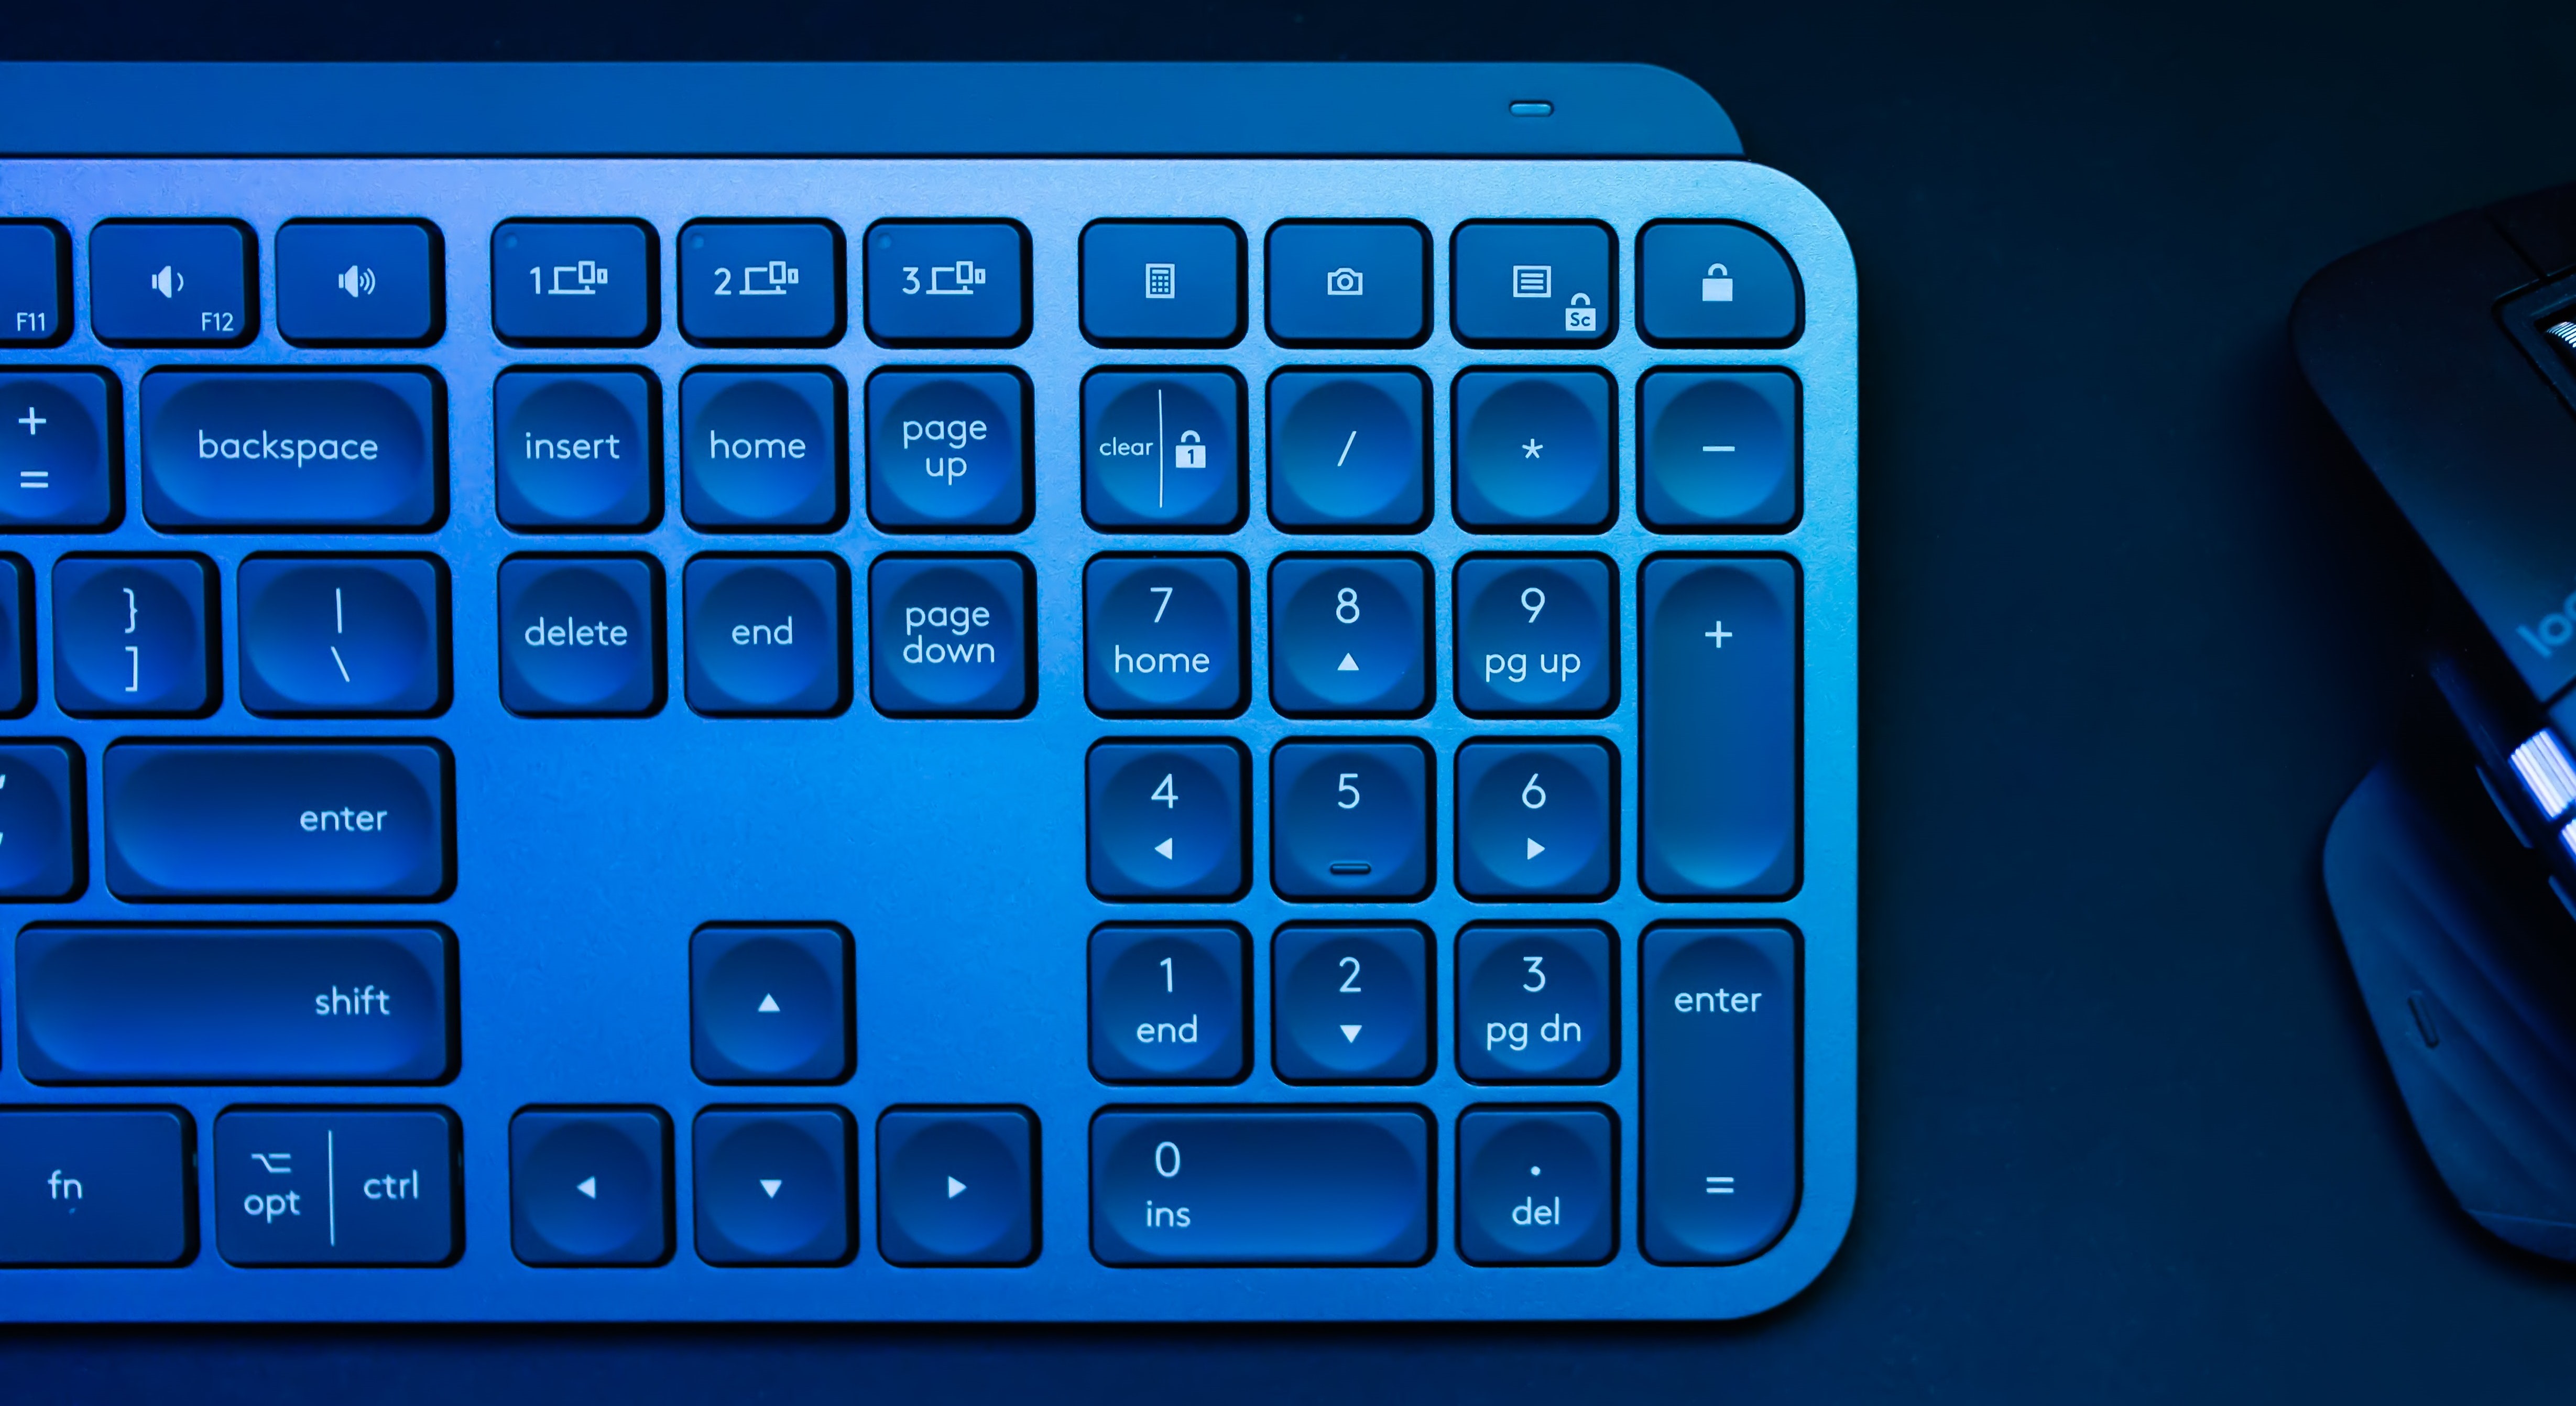 F11
F12
1
2
3
Sc
+
=
backspace
insert
home
page
up
clear
1
/
*
−
}
]
|
\
delete
end
page
down
7
home
8
9
pg up
+
enter
4
5
6
shift
1
end
2
3
pg dn
enter
fn
opt
ctrl
0
ins
.
del
=